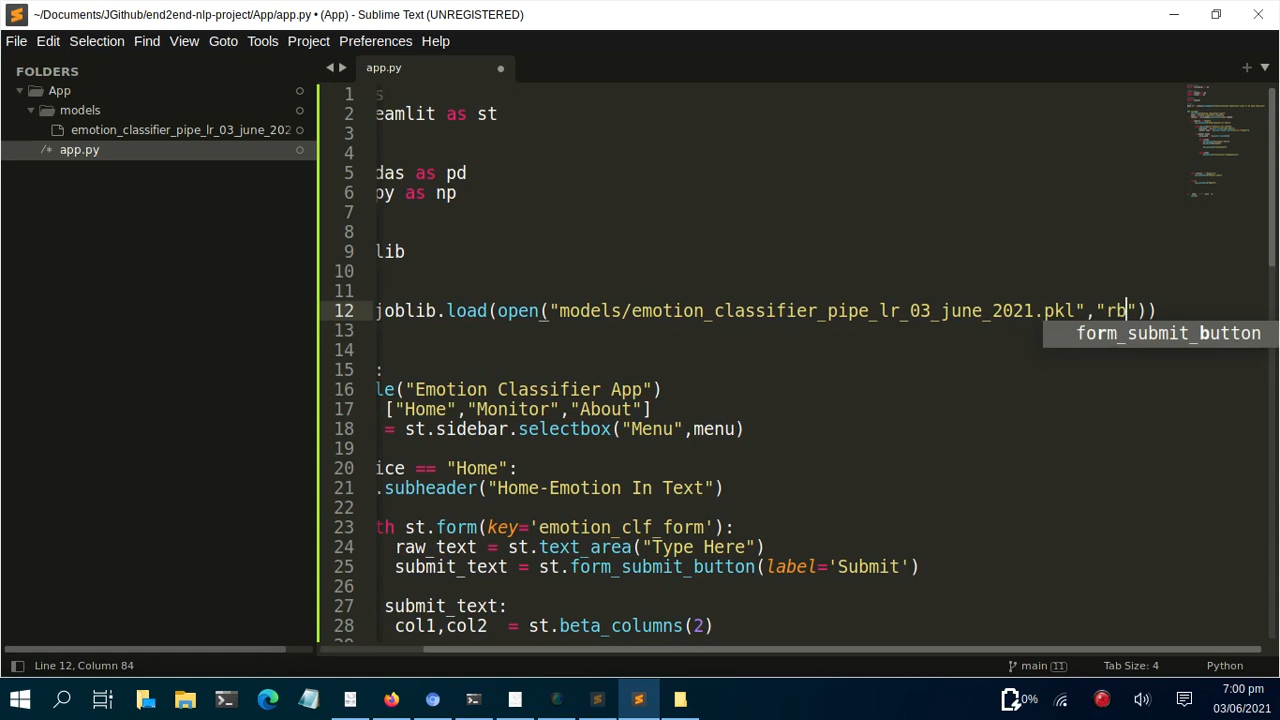 ~/Documents/JGithub/end2end-nlp-project/App/app.py • (App) - Sublime Text (UNREGISTERED)
File Edit Selection Find View Goto Tools Project Preferences Help
FOLDERS
App
models
emotion_classifier_pipe_lr_03_june_202
/* app.py
app.py
1 s
2 eamlit as st
3
4
5 das as pd
6 py as np
7
8
9 lib
10
11
12 joblib.load(open("models/emotion_classifier_pipe_lr_03_june_2021.pkl","rb"))
form_submit_button
13
14
15 :
16 le("Emotion Classifier App")
17 ["Home","Monitor","About"]
18 = st.sidebar.selectbox("Menu",menu)
19
20 ice == "Home":
21 .subheader("Home-Emotion In Text")
22
23 th st.form(key='emotion_clf_form'):
24 raw_text = st.text_area("Type Here")
25 submit_text = st.form_submit_button(label='Submit')
26
27 submit_text:
28 col1,col2  = st.beta_columns(2)
Line 12, Column 84
main 11
Tab Size: 4
Python
0%
7:00 pm
03/06/2021